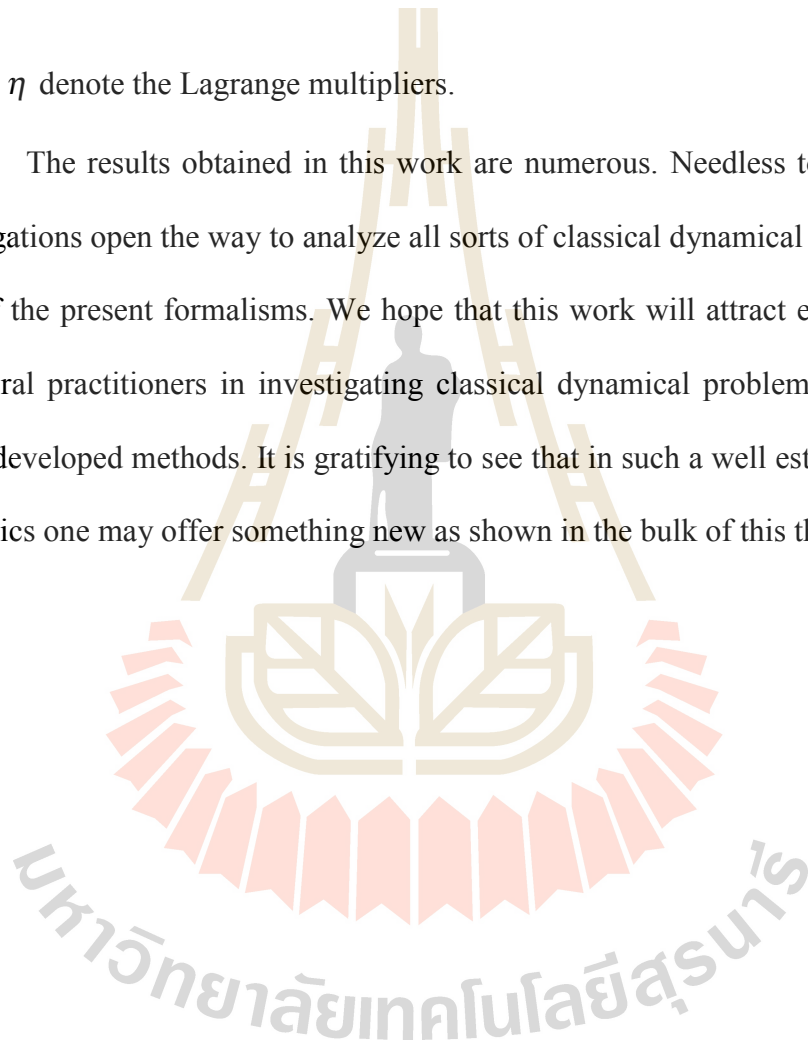 η denote the Lagrange multipliers.
The results obtained in this work are numerous. Needless to
gations open the way to analyze all sorts of classical dynamical
f the present formalisms. We hope that this work will attract e
ral practitioners in investigating classical dynamical problem
developed methods. It is gratifying to see that in such a well est
ics one may offer something new as shown in the bulk of this th
มหาวิทยาลัยเทคโนโลยีสุรนารี